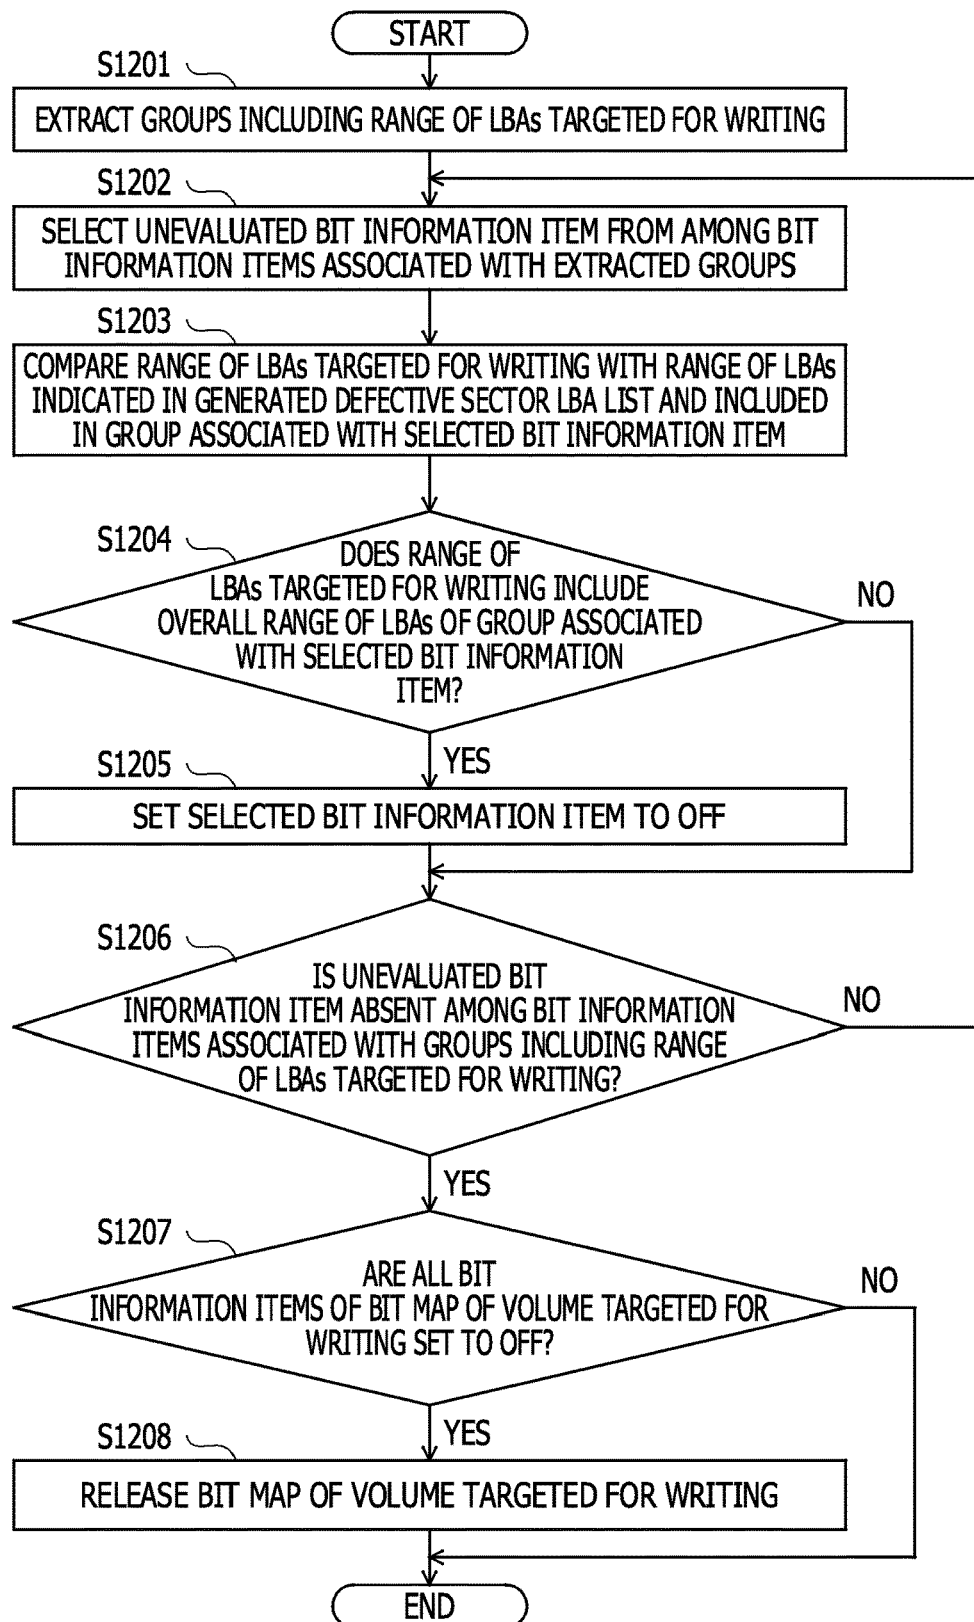 START
S1201
EXTRACT GROUPS INCLUDING RANGE OF LBAs TARGETED FOR WRITING
S1202
SELECT UNEVALUATED BIT INFORMATION ITEM FROM AMONG BIT
INFORMATION ITEMS ASSOCIATED WITH EXTRACTED GROUPS
S1203
COMPARE RANGE OF LBAs TARGETED FOR WRITING WITH RANGE OF LBAs
INDICATED IN GENERATED DEFECTIVE SECTOR LBA LIST AND INCLUDED
IN GROUP ASSOCIATED WITH SELECTED BIT INFORMATION ITEM
S1204
DOES RANGE OF
LBAs TARGETED FOR WRITING INCLUDE
OVERALL RANGE OF LBAs OF GROUP ASSOCIATED
WITH SELECTED BIT INFORMATION
ITEM?
NO
YES
S1205
SET SELECTED BIT INFORMATION ITEM TO OFF
S1206
IS UNEVALUATED BIT
INFORMATION ITEM ABSENT AMONG BIT INFORMATION
ITEMS ASSOCIATED WITH GROUPS INCLUDING RANGE
OF LBAs TARGETED FOR WRITING?
NO
YES
S1207
ARE ALL BIT
INFORMATION ITEMS OF BIT MAP OF VOLUME TARGETED FOR
WRITING SET TO OFF?
NO
YES
S1208
RELEASE BIT MAP OF VOLUME TARGETED FOR WRITING
END